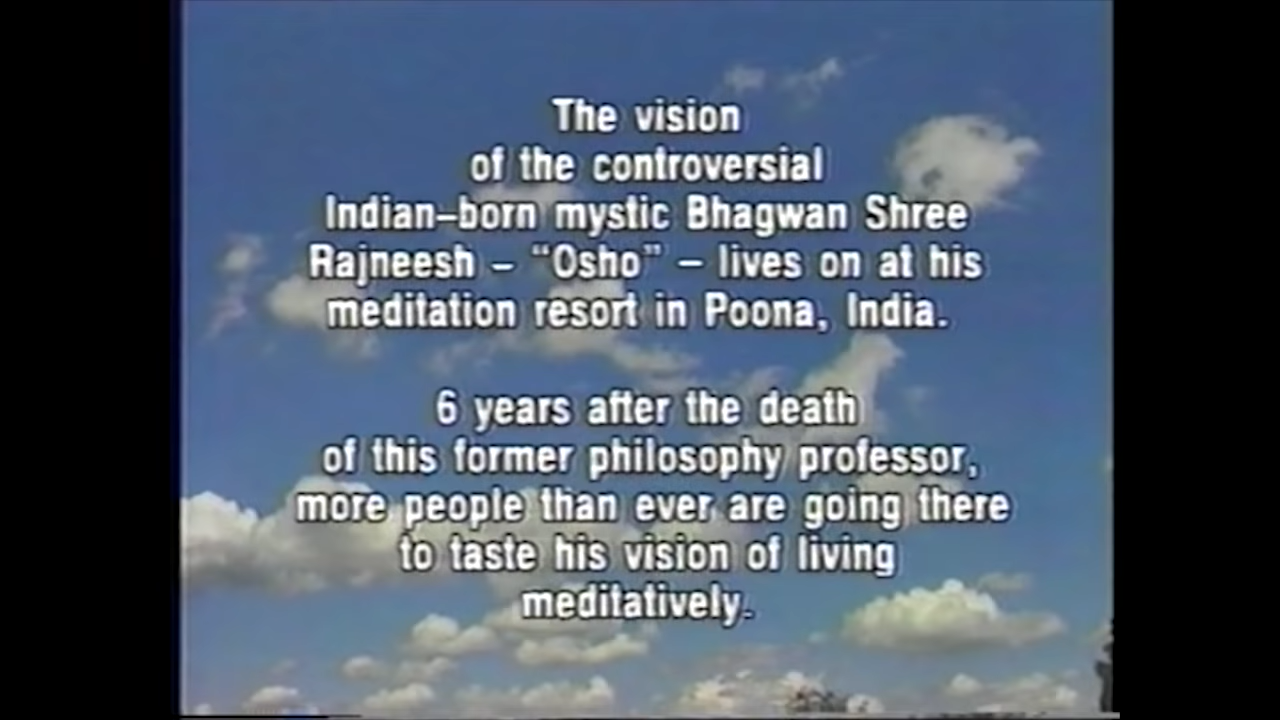 The vision
of the controversial
Indian-born mystic Bhagwan Shree
Rajneesh - "Osho" - lives on at his
meditation resort in Poona, India.
6 years after the death
of this former philosophy professor,
more people than ever are going there
to taste his vision of living
meditatively.